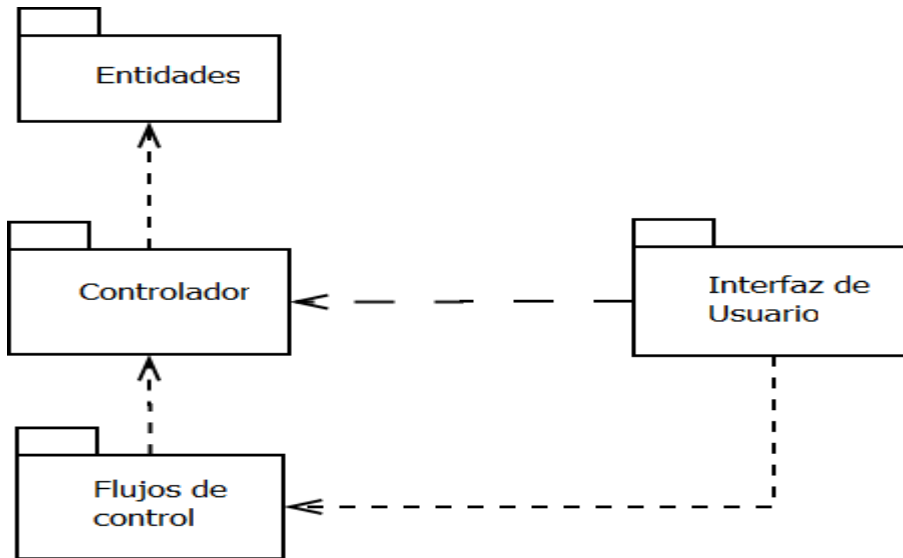 Entidades
Controlador
Interfaz de
Usuario
Flujos de
control